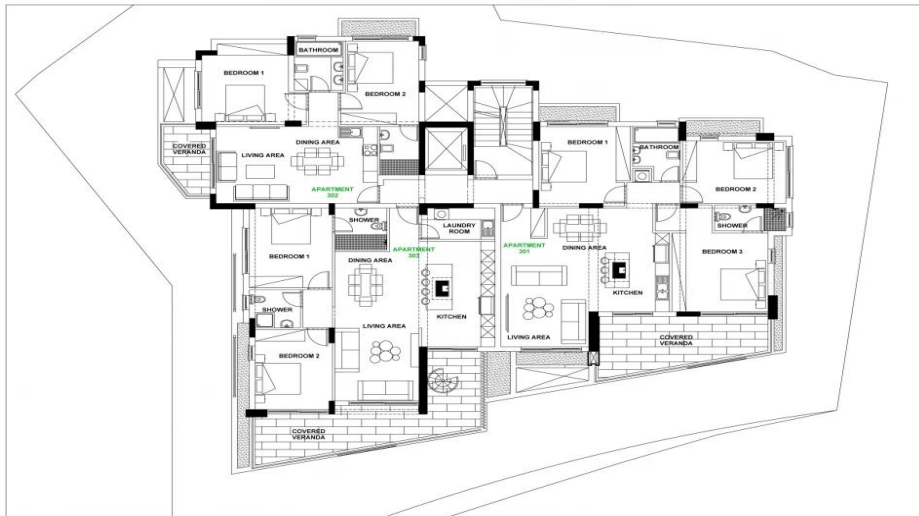 BATHROOM
BEDROOM 1
BEDROOM 2
COVERED
VERANDA
LIVING AREA
DINING AREA
APARTMENT
302
BEDROOM 1
BATHROOM
BEDROOM 2
BEDROOM 1
SHOWER
APARTMENT
303
DINING AREA
LAUNDRY
ROOM
KITCHEN
SHOWER
LIVING AREA
BEDROOM 2
COVERED
VERANDA
APARTMENT
301
DINING AREA
SHOWER
BEDROOM 3
KITCHEN
LIVING AREA
COVERED
VERANDA